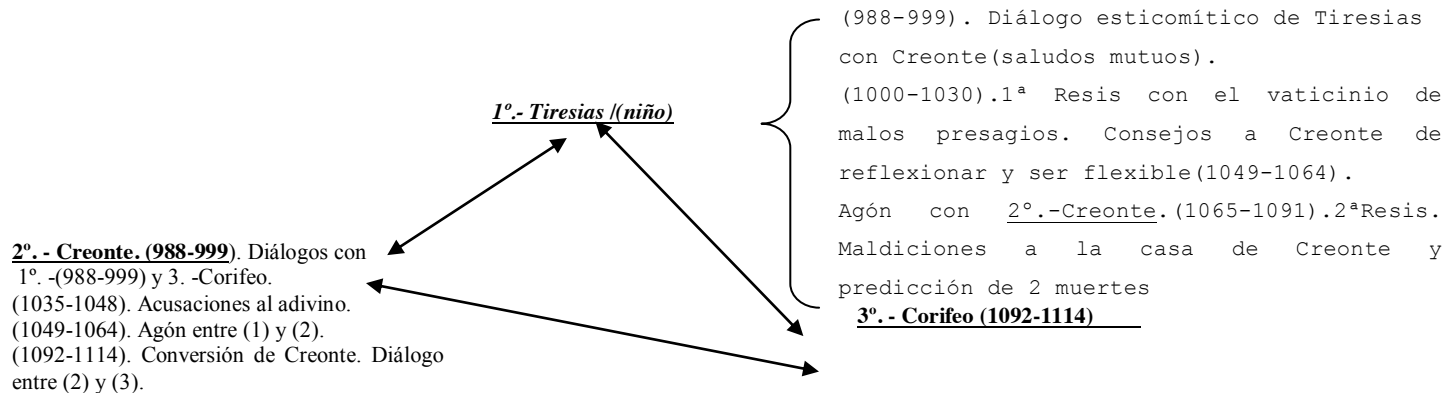 (988-999). Diálogo esticomítico de Tiresias
con Creonte(saludos mutuos).
(1000-1030).1ª Resis con el vaticinio de
malos presagios. Consejos a Creonte de
reflexionar y ser flexible(1049-1064).
Agón con 2º.-Creonte.(1065-1091).2ªResis.
Maldiciones a la casa de Creonte y
predicción de 2 muertes
1º.- Tiresias /(niño)
2º. - Creonte. (988-999). Diálogos con
1º. -(988-999) y 3. -Corifeo.
(1035-1048). Acusaciones al adivino.
(1049-1064). Agón entre (1) y (2).
(1092-1114). Conversión de Creonte. Diálogo
entre (2) y (3).
3º. - Corifeo (1092-1114)